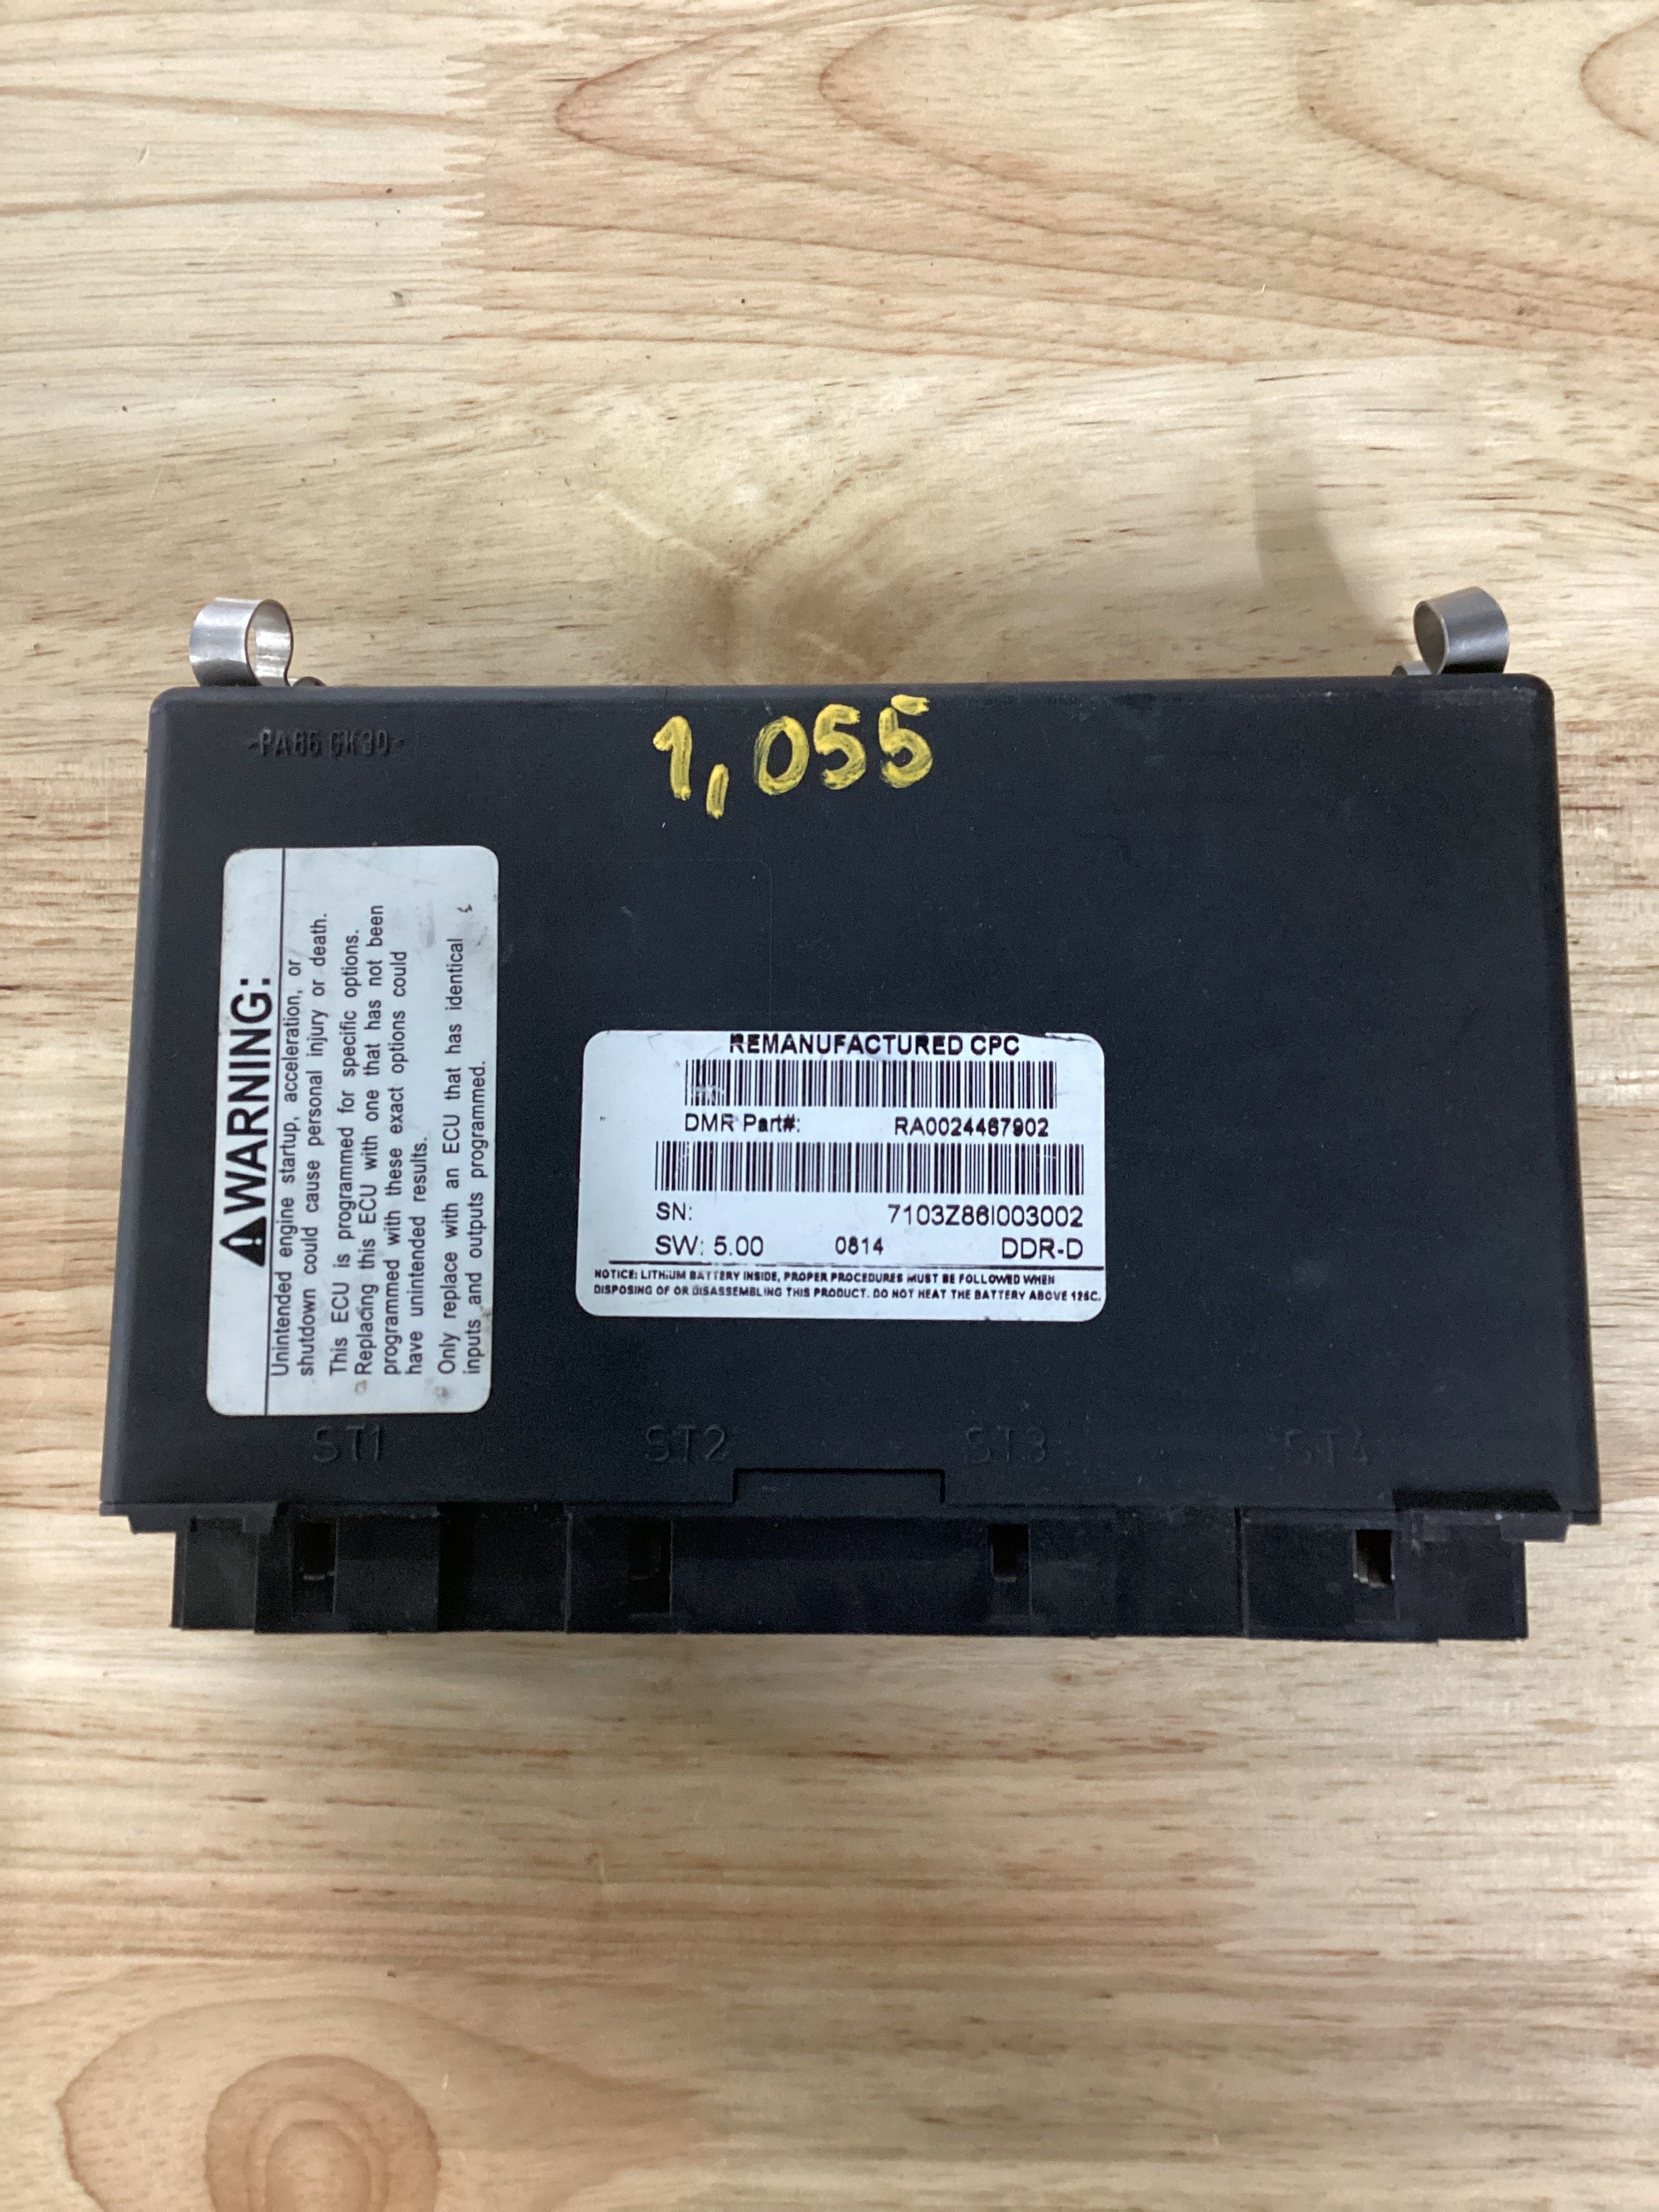 -PA66 GK30-
1,055
⚠WARNING:
Unintended engine startup, acceleration, or
shutdown could cause personal injury or death.
This ECU is programmed for specific options.
Replacing this ECU with one that has not been
programmed with these exact options could
have unintended results.
Only replace with an ECU that has identical
inputs and outputs programmed.
REMANUFACTURED CPC
DMR Part#: RA0024467902
SN: 7103Z86I003002
SW: 5.00 0814 DDR-D
NOTICE: LITHIUM BATTERY INSIDE, PROPER PROCEDURES MUST BE FOLLOWED WHEN
DISPOSING OF OR DISASSEMBLING THIS PRODUCT. DO NOT HEAT THE BATTERY ABOVE 125C.
ST1 ST2 ST3 ST4